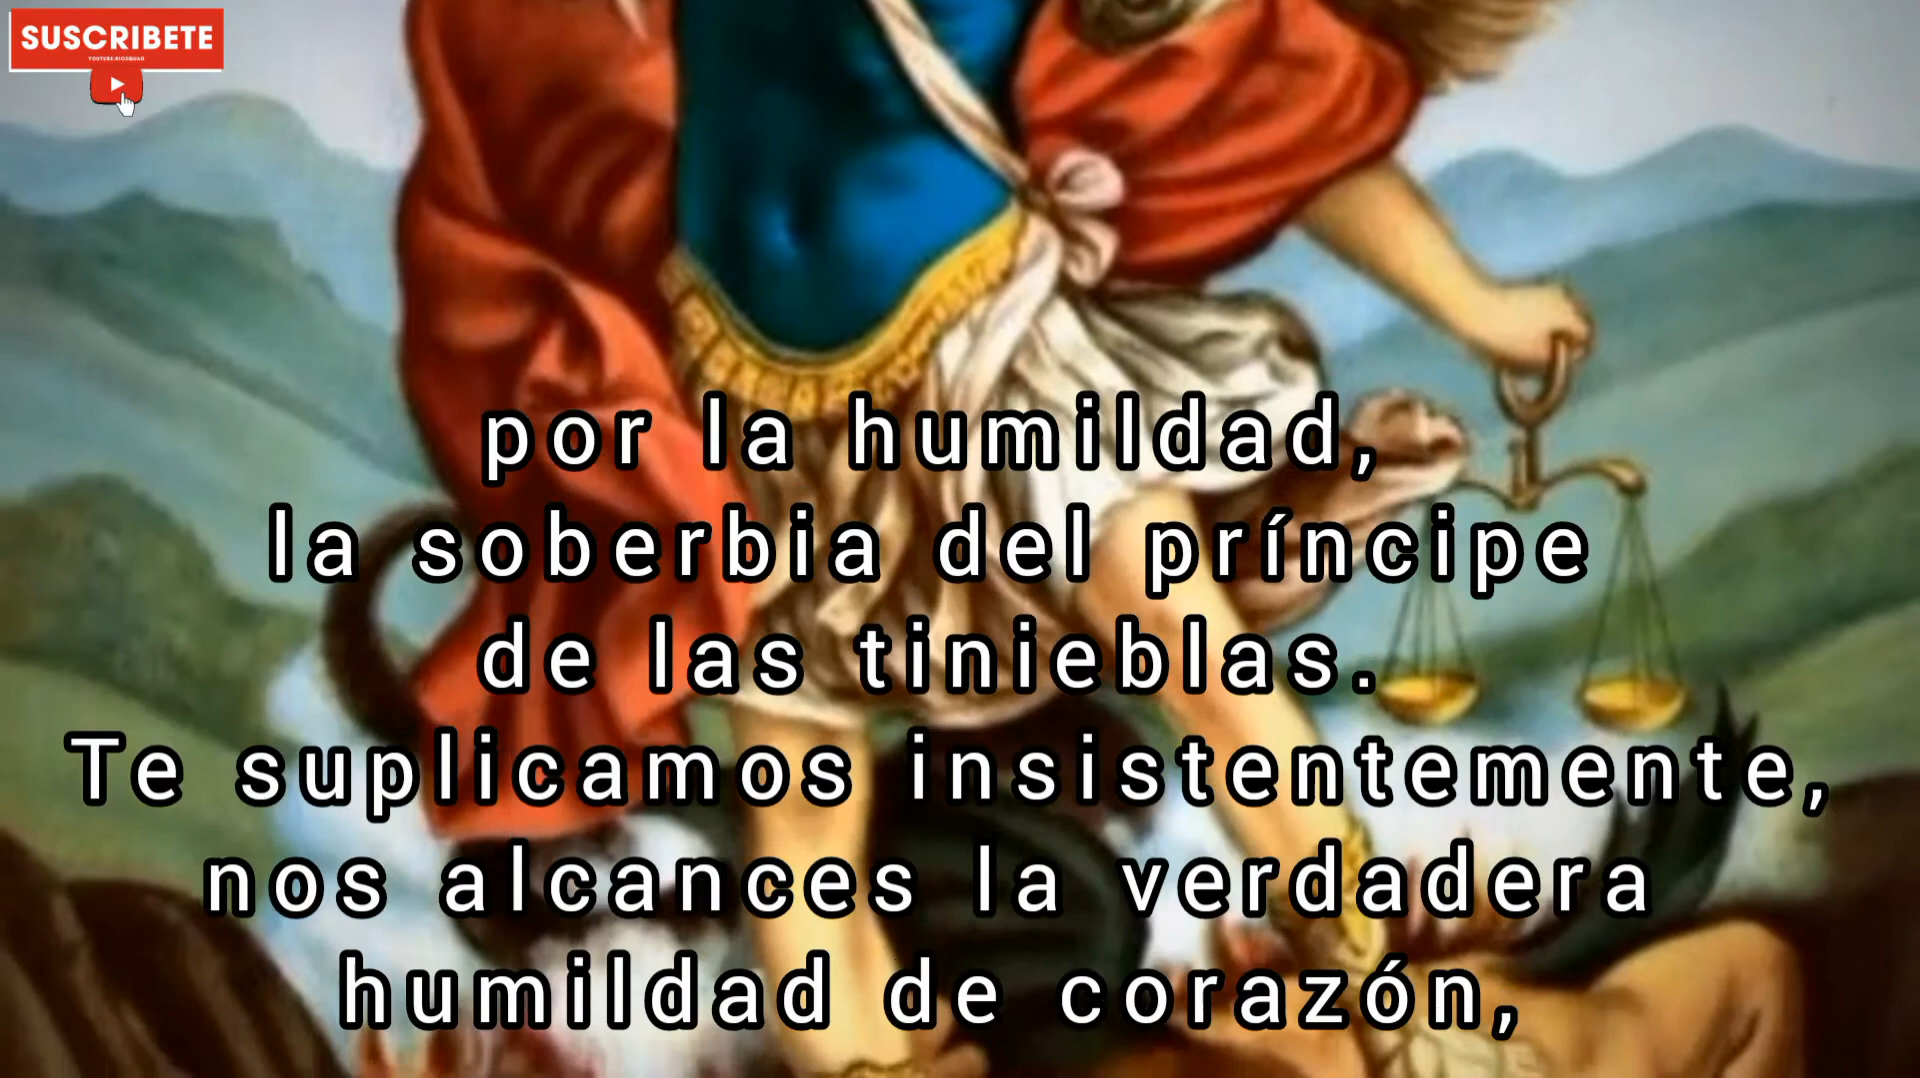 SUSCRIBETE
por la humildad,
la soberbia del príncipe
de las tinieblas.
Te suplicamos insistentemente,
nos alcances la verdadera
humildad de corazón,